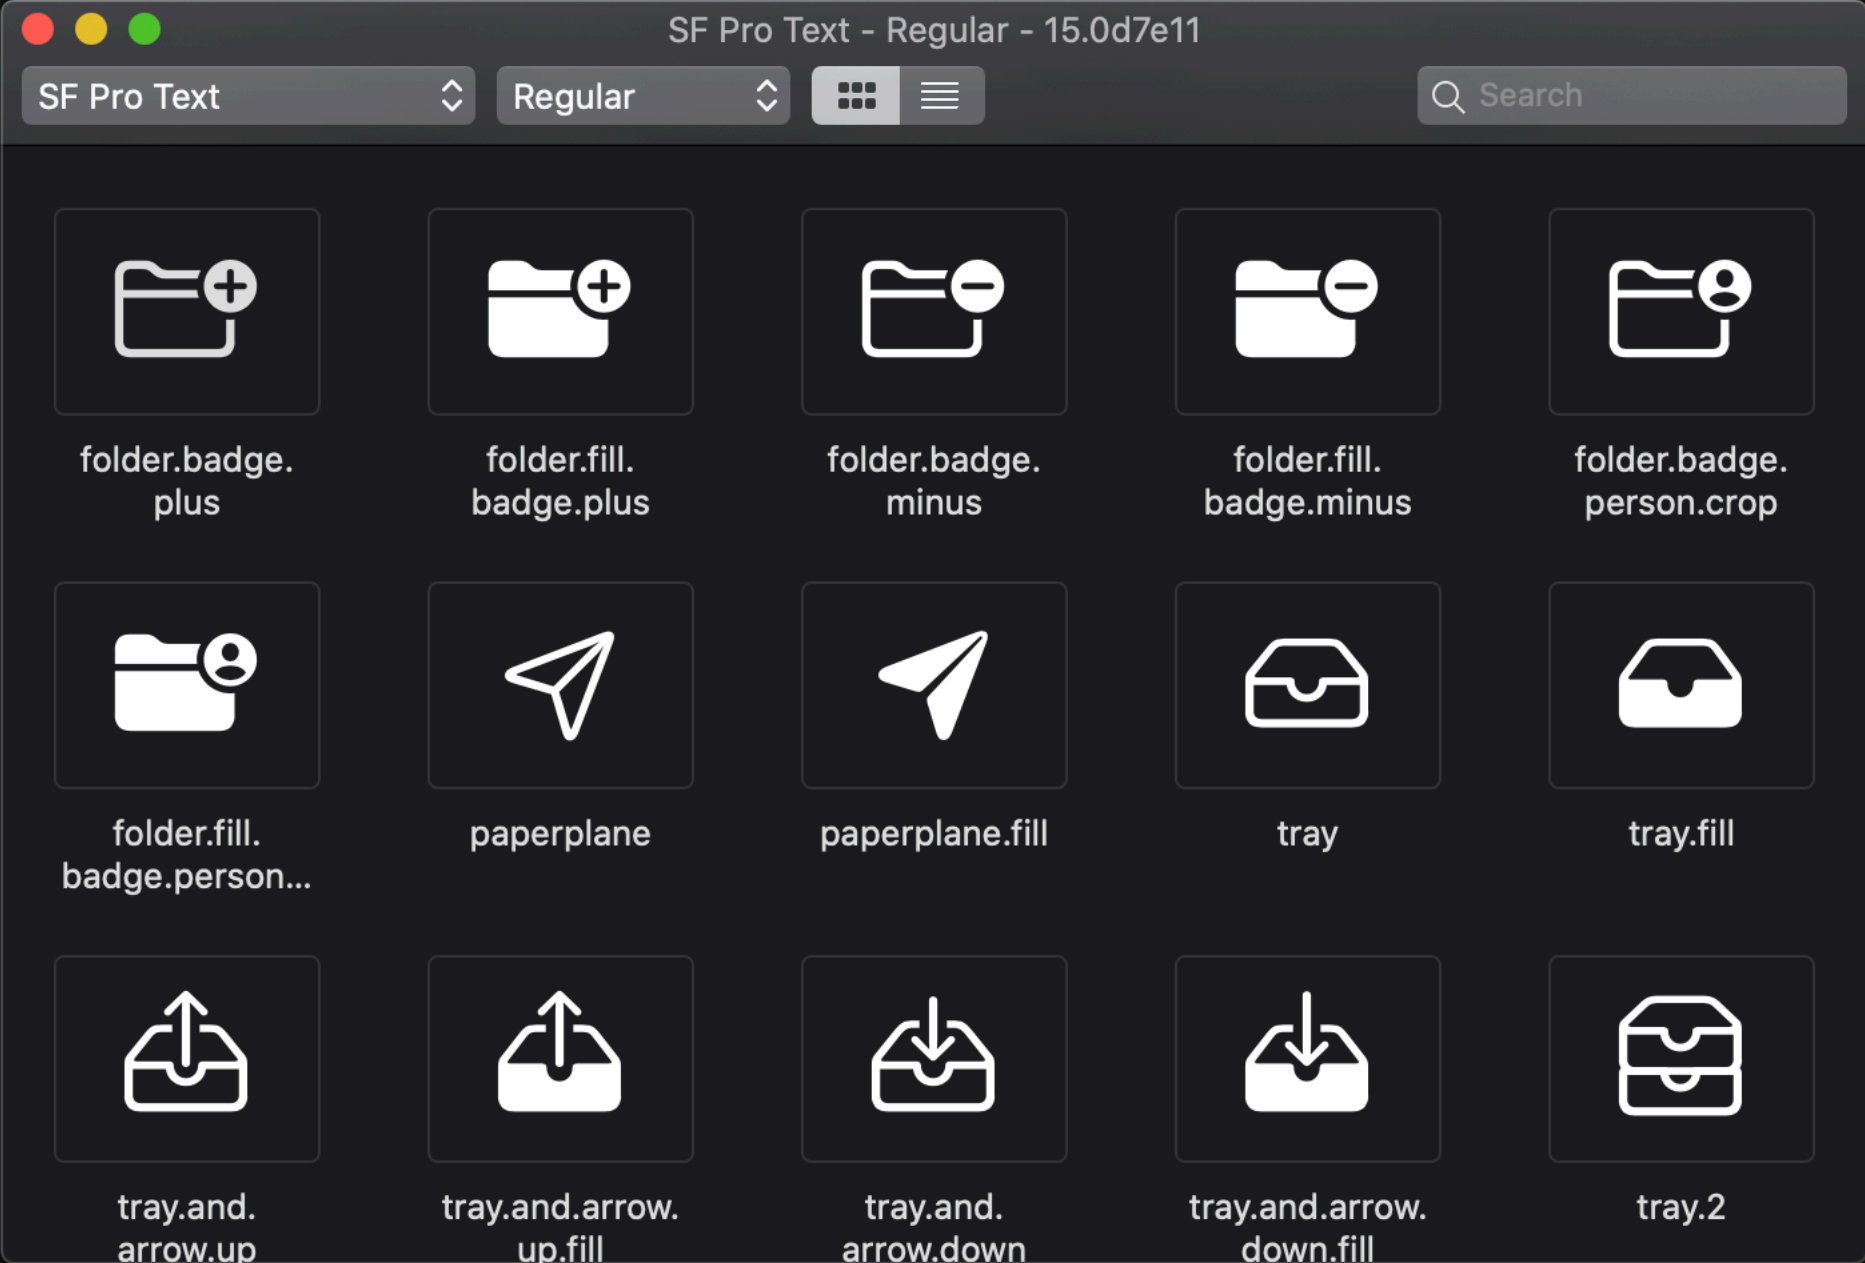 SF Pro Text – Regular – 15.0d7e11
SF Pro Text
Regular
Search
folder.badge.
plus
folder.fill.
badge.plus
folder.badge.
minus
folder.fill.
badge.minus
folder.badge.
person.crop
folder.fill.
badge.person...
paperplane
paperplane.fill
tray
tray.fill
tray.and.
arrow.up
tray.and.arrow.
up.fill
tray.and.
arrow.down
tray.and.arrow.
down.fill
tray.2